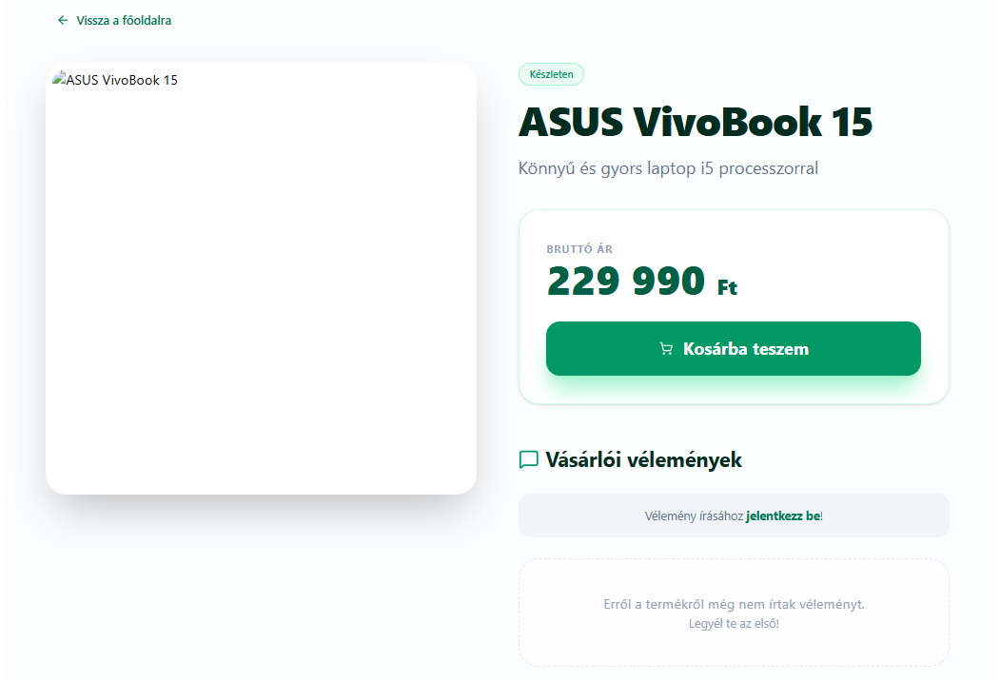 Vissza a főoldalra
ASUS VivoBook 15
Készleten
ASUS VivoBook 15
Könnyű és gyors laptop i5 processzorral
BRUTTÓ ÁR
229 990 Ft
Kosárba teszem
Vásárlói vélemények
Vélemény írásához jelentkezz be!
Erről a termékről még nem írtak véleményt.
Legyél te az első!